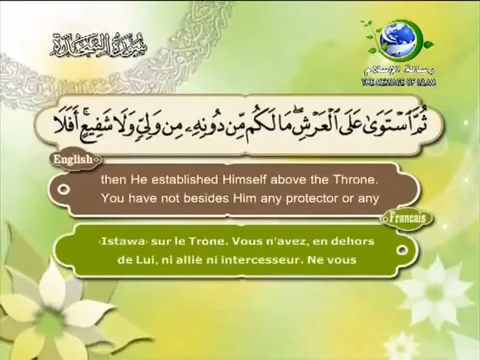 سورة السجدة
رسالة الإسلام
THE MESSAGE OF ISLAM
ثُمَّ ٱسْتَوَىٰ عَلَى ٱلْعَرْشِ ۖ مَا لَكُم مِّن دُونِهِۦ مِن وَلِىٍّ وَلَا شَفِيعٍ ۚ أَفَلَا
English
then He established Himself above the Throne.
You have not besides Him any protector or any
Francais
‹Istawa› sur le Trône. Vous n'avez, en dehors
de Lui, ni allié ni intercesseur. Ne vous